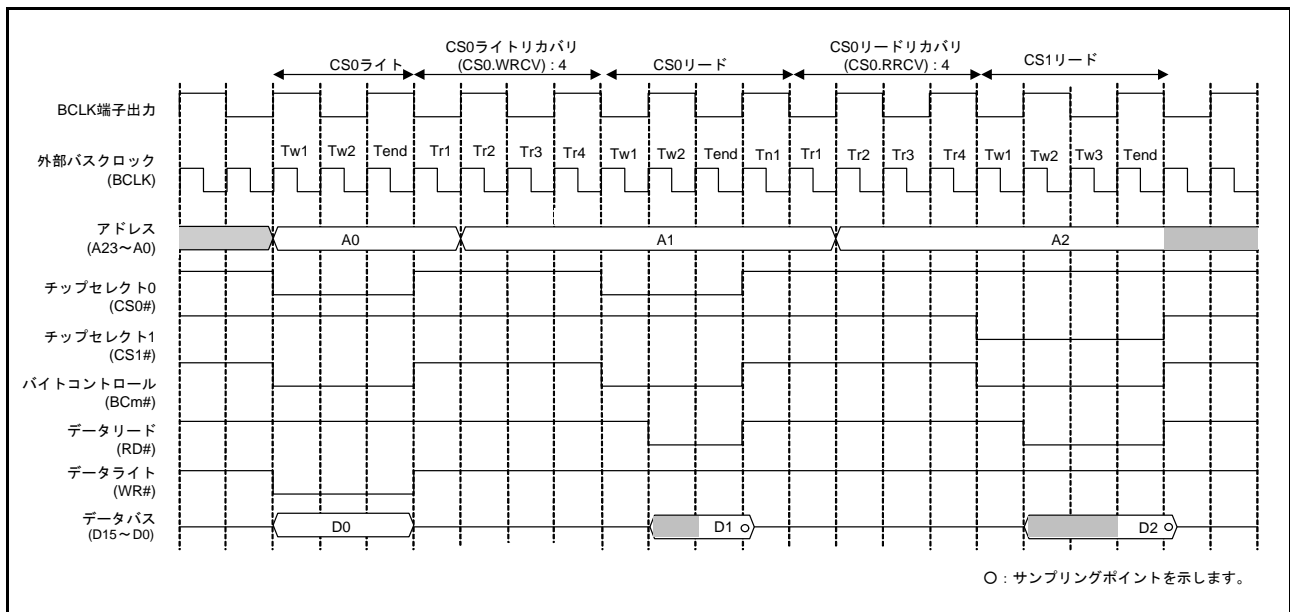 CS0ライト
CS0ライトリカバリ
(CS0.WRCV) : 4
CS0リード
CS0リードリカバリ
(CS0.RRCV) : 4
CS1リード
BCLK端子出力
Tw1 Tw2 Tend Tr1 Tr2 Tr3 Tr4 Tw1 Tw2 Tend Tn1 Tr1 Tr2 Tr3 Tr4 Tw1 Tw2 Tw3 Tend
外部バスクロック
(BCLK)
アドレス
(A23～A0)
A0 A1 A2
チップセレクト0
(CS0#)
チップセレクト1
(CS1#)
バイトコントロール
(BCm#)
データリード
(RD#)
データライト
(WR#)
データバス
(D15～D0)
D0 D1 D2
○：サンプリングポイントを示します。